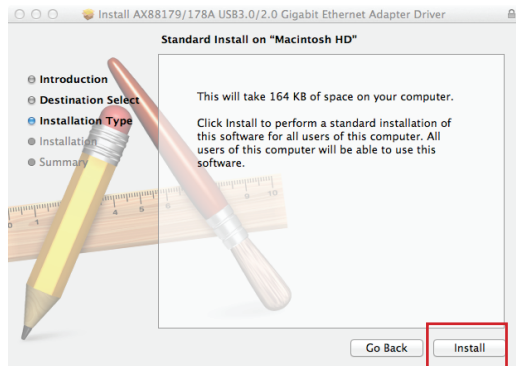 Install AX88179/178A USB3.0/2.0 Gigabit Ethernet Adapter Driver
Standard Install on “Macintosh HD”
Introduction
Destination Select
Installation Type
Installation
Summary
This will take 164 KB of space on your computer.
Click Install to perform a standard installation of
this software for all users of this computer. All
users of this computer will be able to use this
software.
4 5 10
Go Back
Install